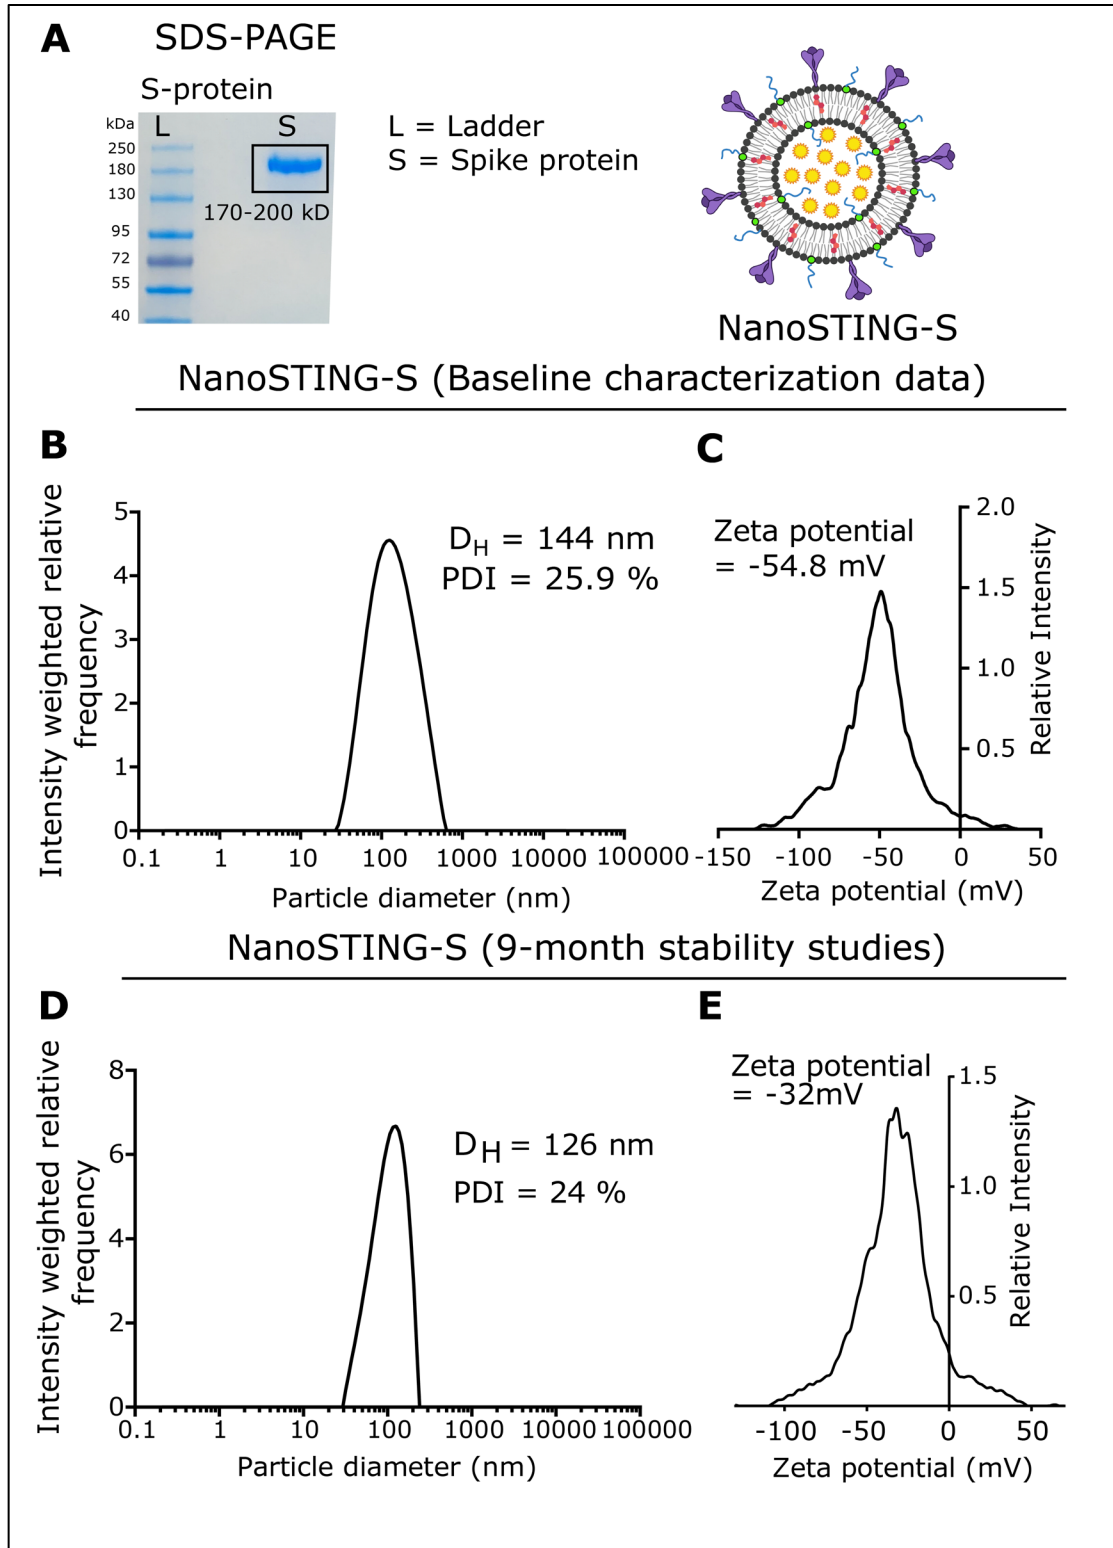 A
SDS-PAGE
S-protein
kDa
L
S
250
180
130
95
72
55
40
170-200 kD
L = Ladder
S = Spike protein
NanoSTING-S
NanoSTING-S (Baseline characterization data)
B
Intensity weighted relative
frequency
5
4
3
2
1
0
0.1 1 10 100 1000 10000 100000
Particle diameter (nm)
DH = 144 nm
PDI = 25.9 %
C
Zeta potential
= -54.8 mV
2.0
1.5
1.0
0.5
Relative Intensity
-150 -100 -50 0 50
Zeta potential (mV)
NanoSTING-S (9-month stability studies)
D
Intensity weighted relative
frequency
8
6
4
2
0
0.1 1 10 100 1000 10000 100000
Particle diameter (nm)
DH = 126 nm
PDI = 24 %
E
Zeta potential
= -32mV
1.5
1.0
0.5
Relative Intensity
-100 -50 0 50
Zeta potential (mV)